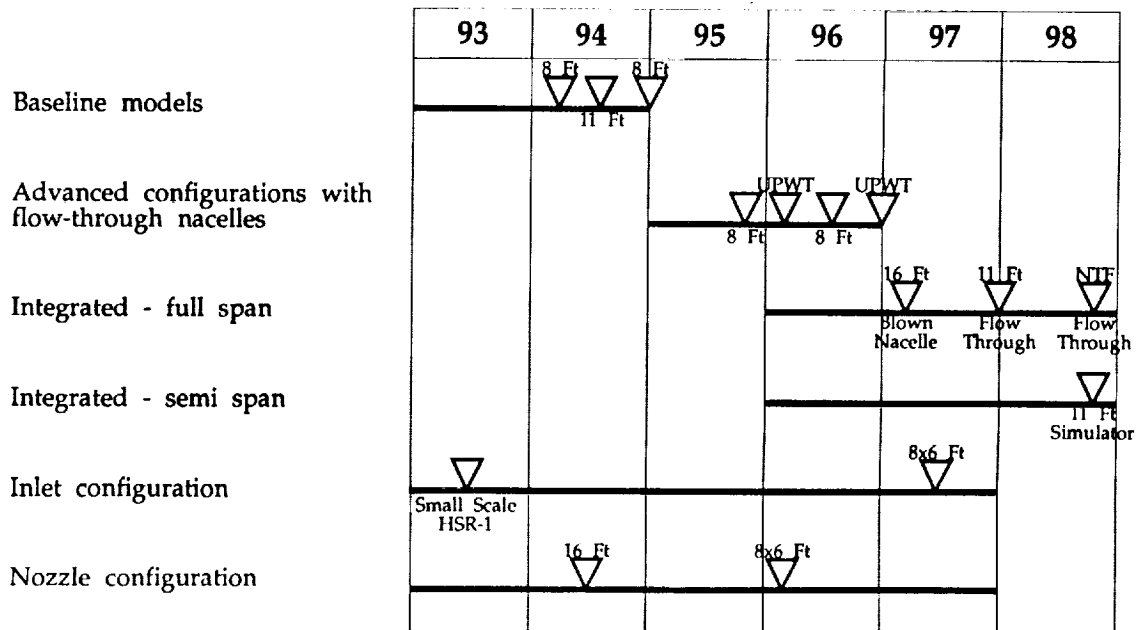 93 94 95 96 97 98
8 Ft 8 Ft
Baseline models
11 Ft
Advanced configurations with
flow-through nacelles
UPWT UPWT
8 Ft 8 Ft
16 Ft 11 Ft NTF
Integrated - full span
Blown Flow Flow
Nacelle Through Through
Integrated - semi span
11 Ft
Simulator
8x6 Ft
Inlet configuration
Small Scale
HSR-1
16 Ft 8x6 Ft
Nozzle configuration